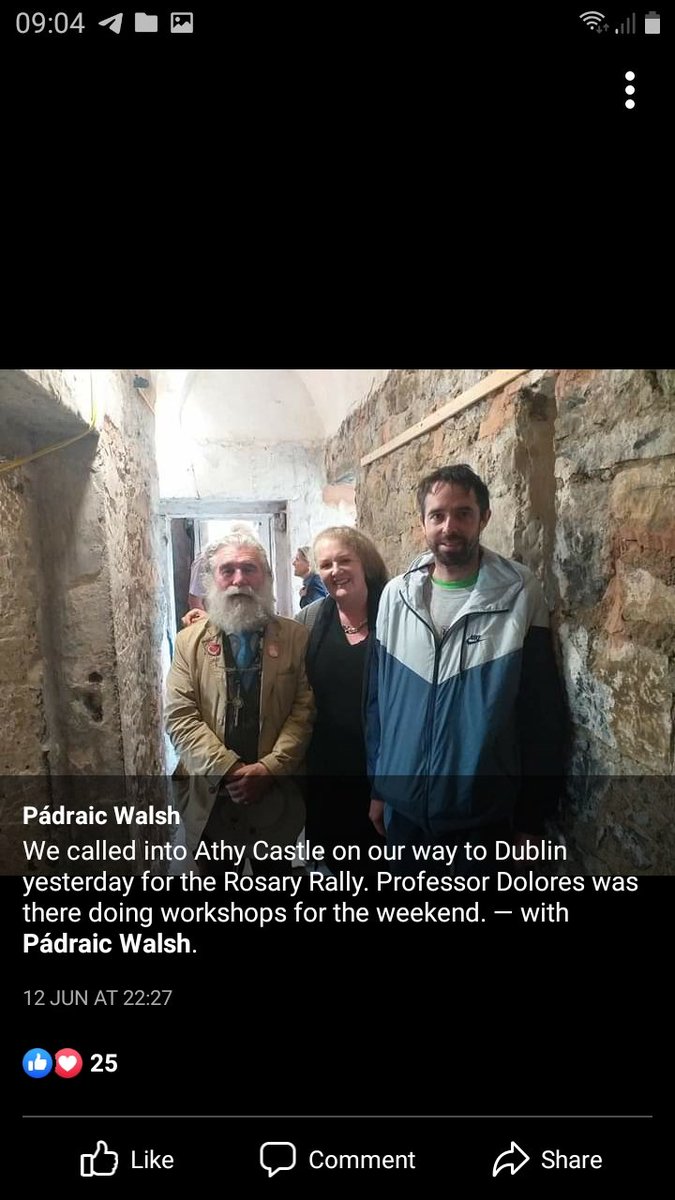 09:04
Pádraic Walsh
We called into Athy Castle on our way to Dublin
yesterday for the Rosary Rally. Professor Dolores was
there doing workshops for the weekend. — with
Pádraic Walsh.
12 JUN AT 22:27
25
Like
Comment
Share